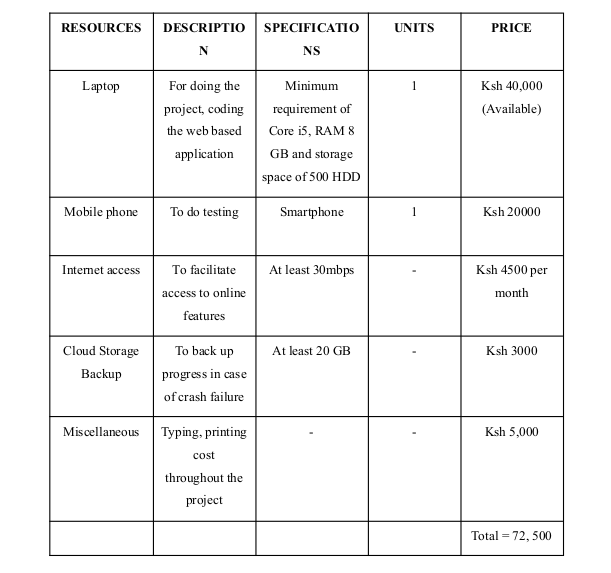 RESOURCES DESCRIPTIO SPECIFICATIO UNITS PRICE
N NS
Laptop For doing the Minimum 1 Ksh 40,000
project, coding requirement of (Available)
the web based Core i5, RAM 8
application GB and storage
space of 500 HDD
Mobile phone To do testing Smartphone 1 Ksh 20000
Internet access To facilitate At least 30mbps - Ksh 4500 per
access to online month
features
Cloud Storage To back up At least 20 GB - Ksh 3000
Backup progress in case
of crash failure
Miscellaneous Typing, printing - - Ksh 5,000
cost
throughout the
project
Total = 72, 500